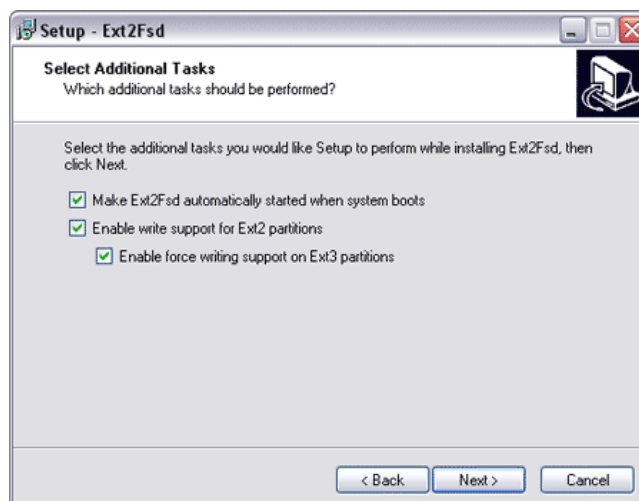 Setup - Ext2Fsd
Select Additional Tasks
Which additional tasks should be performed?
Select the additional tasks you would like Setup to perform while installing Ext2Fsd, then
click Next.
Make Ext2Fsd automatically started when system boots
Enable write support for Ext2 partitions
Enable force writing support on Ext3 partitions
< Back
Next >
Cancel